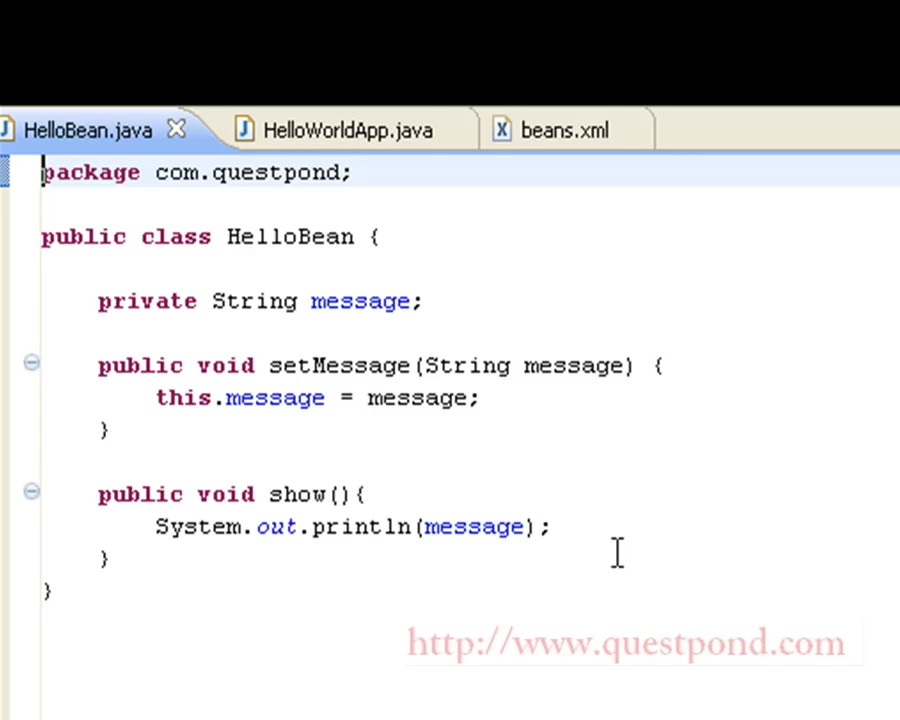 HelloBean.java HelloWorldApp.java beans.xml
package com.questpond;
public class HelloBean {
private String message;
public void setMessage(String message) {
this.message = message;
}
public void show(){
System.out.println(message);
}
}
http://www.questpond.com